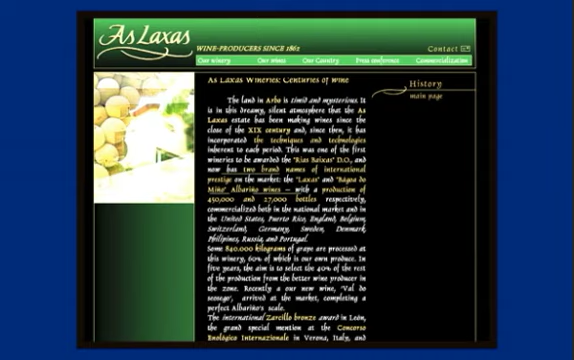 As Laxas
WINE-PRODUCERS SINCE 1862
Contact
Our winery Our wines Our Country Press conference Commercialization
As Laxas Wineries: Centuries of wine
History
main page
The land in Arbo is timid and mysterious. It
is in this dreamy, silent atmosphere that the As
Laxas estate has been making wines since the
close of the XIX century and, since then, it has
incorporated the techniques and technologies
inherent to each period. This was one of the first
wineries to be awarded the "Rías Baixas" D.O., and
now has two brand names of international
prestige on the market: the "Laxas" and "Bágoa do
Miño" Albariño wines – with a production of
450,000 and 27,000 bottles respectively,
commercialized both in the national market and in
the United States, Puerto Rico, England, Belgium,
Switzerland, Germany, Sweden, Denmark,
Philipines, Russia, and Portugal.
Some 840.000 kilograms of grape are processed at
this winery, 60% of which is our own produce. In
five years, the aim is to select the 40% of the rest
of the production from the better wine producer in
the zone. Recently a our new wine, "Val do
sosego", arrived at the market, completing a
perfect Albariño's scale.
The international Zarcillo bronze award in León,
the grand special mention at the Concorso
Enológico Internazionale in Verona, Italy, and